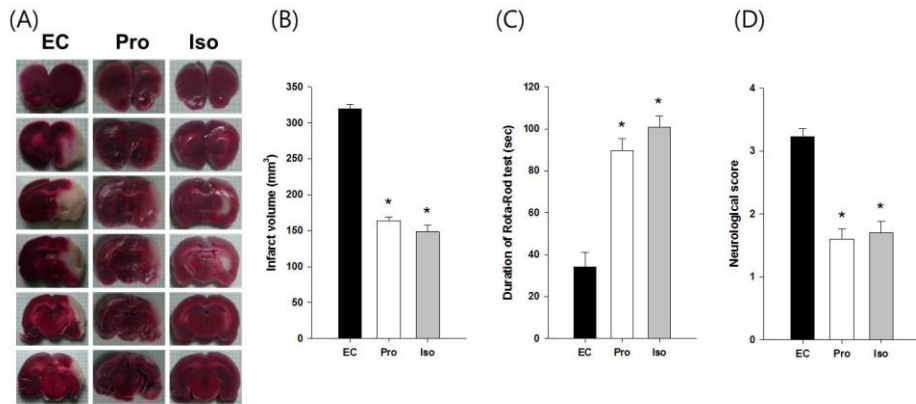 (A)
EC Pro Iso
(B)
Infarct volume (mm³)
350
300
250
200
150
100
50
0
*
*
EC Pro Iso
(C)
Duration of Rota-Rod test (sec)
120
100
80
60
40
20
0
*
*
EC Pro Iso
(D)
Neurological score
4
3
2
1
0
*
*
EC Pro Iso